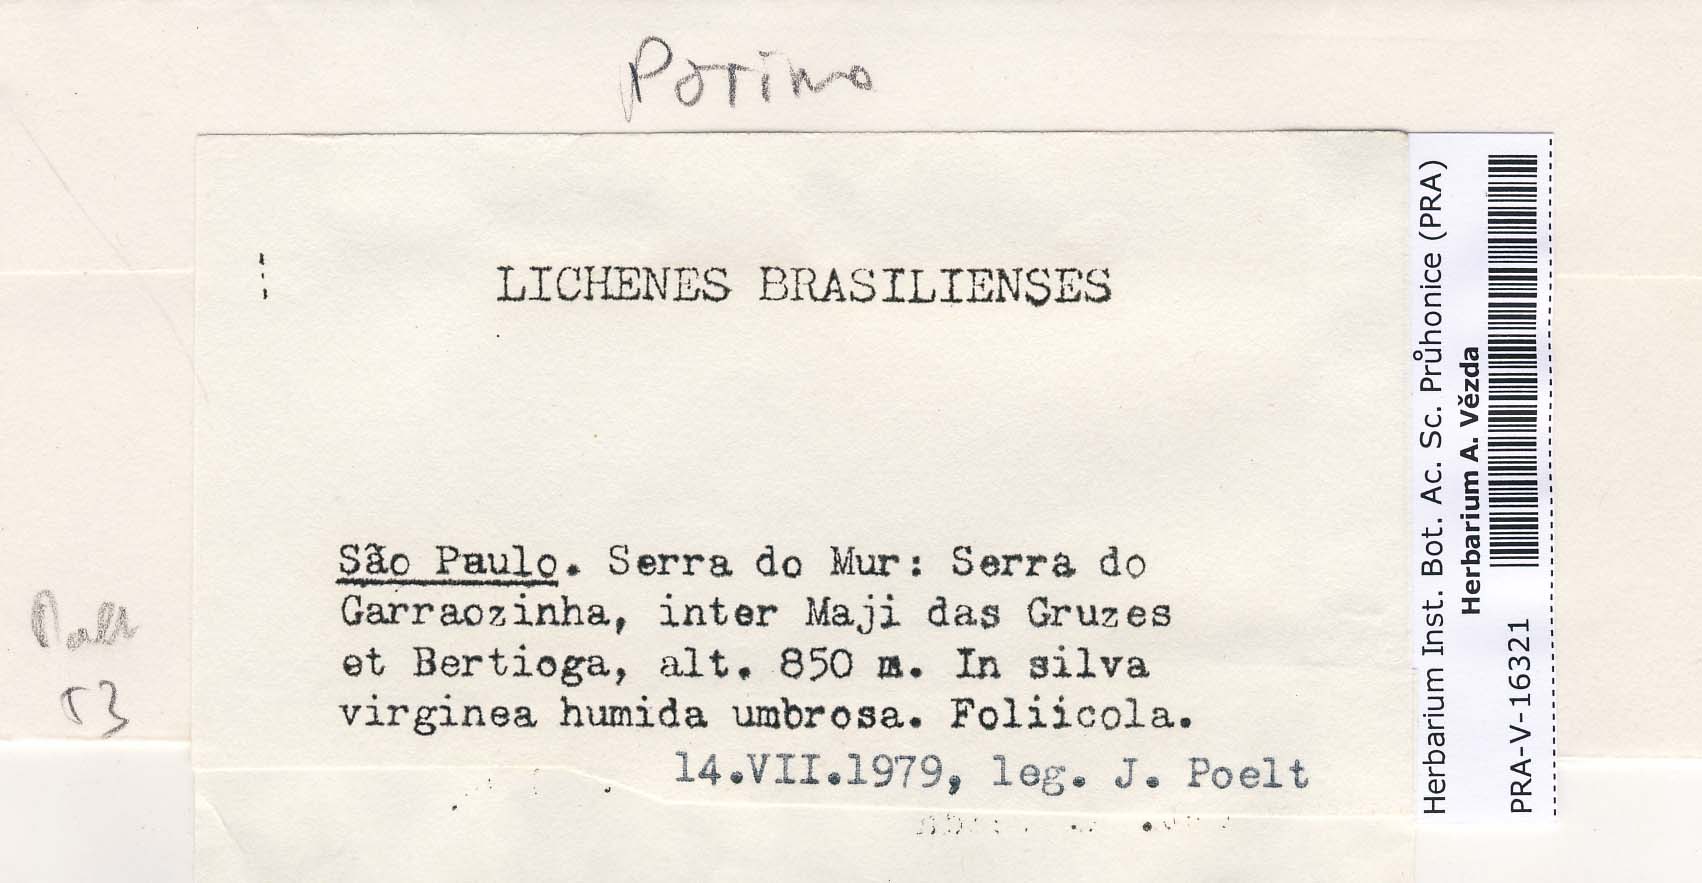 Porina
LICHENES BRASILIENSES
São Paulo. Serra do Mur: Serra do
Garraozinha, inter Maji das Gruzes
et Bertioga, alt. 850 m. In silva
virginea humida umbrosa. Foliicola.
14.VII.1979, leg. J. Poelt
53
Herbarium Inst. Bot. Ac. Sc. Průhonice (PRA)
Herbarium A. Vězda
PRA-V-16321